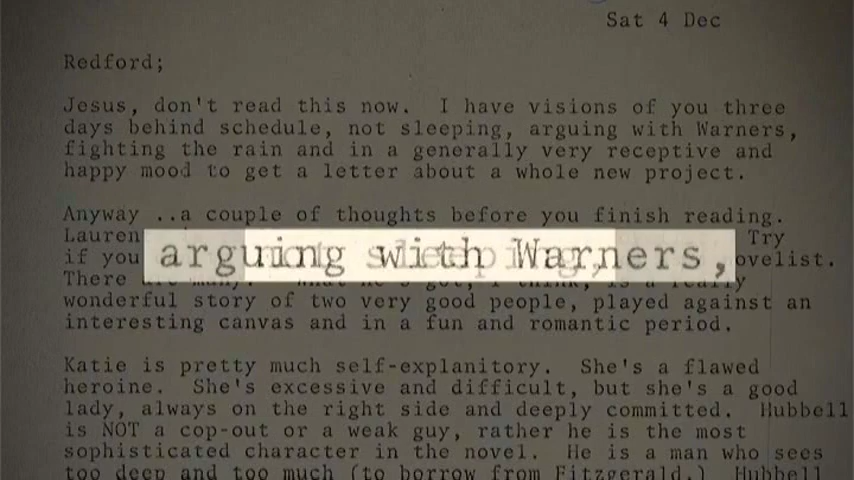 Sat 4 Dec
Redford;
Jesus, don't read this now. I have visions of you three
days behind schedule, not sleeping, arguing with Warners,
fighting the rain and in a generally very receptive and
happy mood to get a letter about a whole new project.
Anyway ..a couple of thoughts before you finish reading.
Lauren Try
arguing with Warners,
if you ovelist.
There
wonderful story of two very good people, played against an
interesting canvas and in a fun and romantic period.
Katie is pretty much self-explanitory. She's a flawed
heroine. She's excessive and difficult, but she's a good
lady, always on the right side and deeply committed. Hubbell
is NOT a cop-out or a weak guy, rather he is the most
sophisticated character in the novel. He is a man who sees
too deep and too much (to borrow from Fitzgerald.) Hubbell